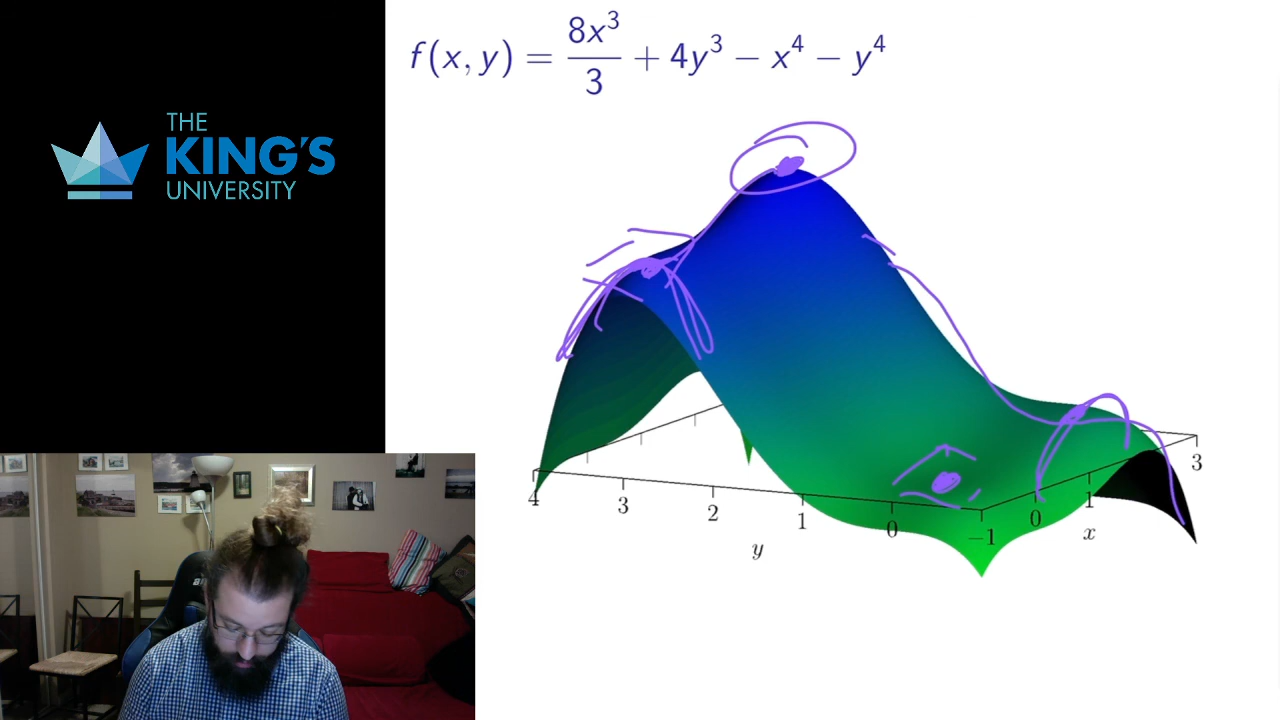 THE
KING'S
UNIVERSITY
f(x, y) = 8x³/3 + 4y³ − x⁴ − y⁴
4
3
2
1
0
−1
0
1
3
y
x